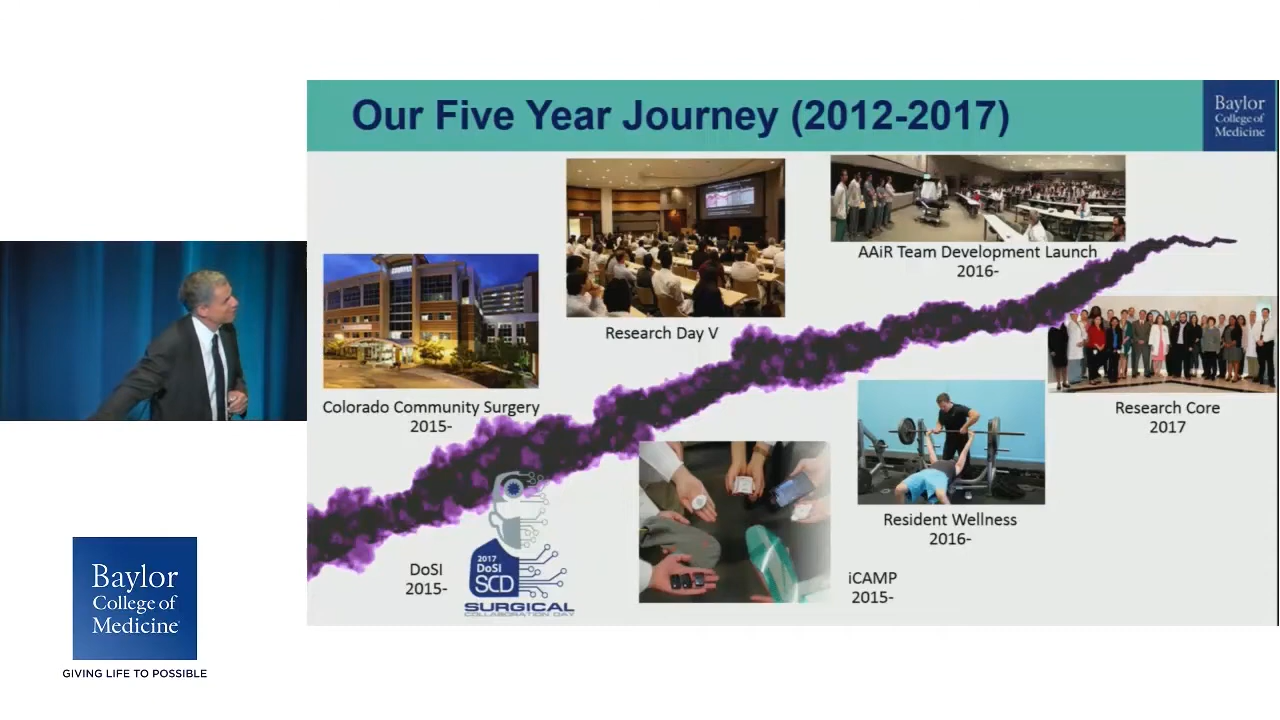 Our Five Year Journey (2012-2017)
Baylor
College of
Medicine
AAiR Team Development Launch
2016-
Research Day V
Colorado Community Surgery
2015-
Research Core
2017
Resident Wellness
2016-
DoSI
2015-
2017
DoSI
SCD
SURGICAL
COLLABORATION DAY
iCAMP
2015-
Baylor
College of
Medicine
GIVING LIFE TO POSSIBLE